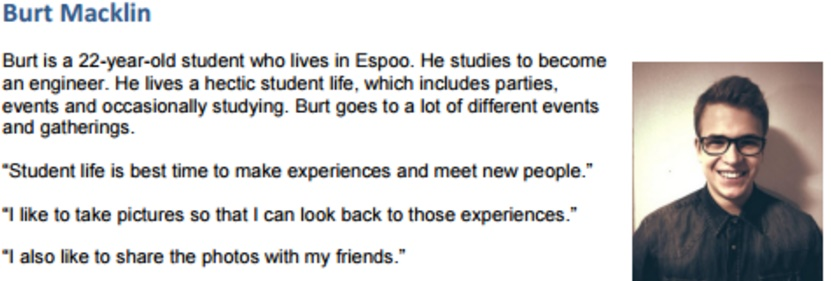 Burt Macklin
Burt is a 22-year-old student who lives in Espoo. He studies to become
an engineer. He lives a hectic student life, which includes parties,
events and occasionally studying. Burt goes to a lot of different events
and gatherings.
“Student life is best time to make experiences and meet new people.”
“I like to take pictures so that I can look back to those experiences.”
“I also like to share the photos with my friends.”